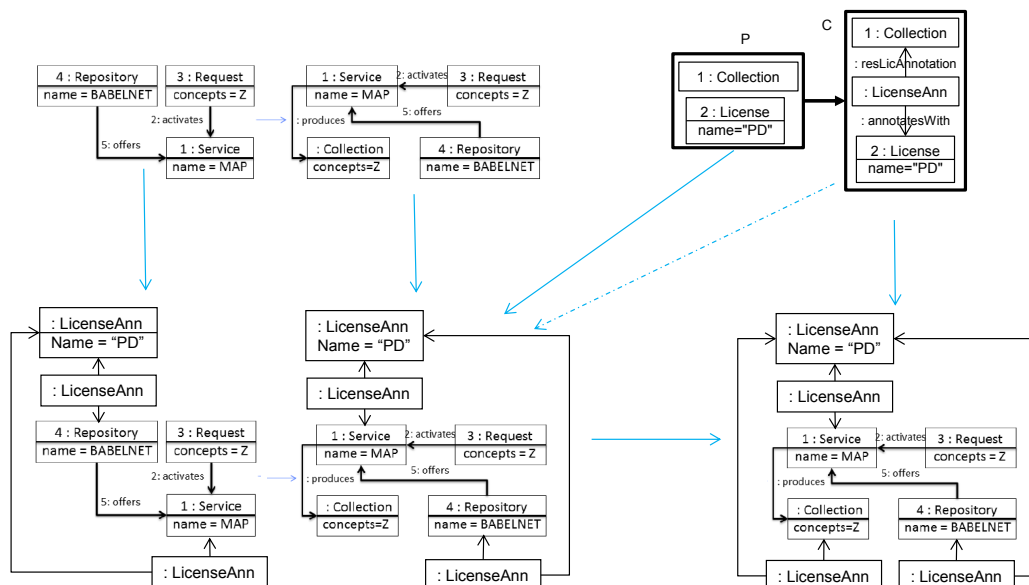 P
C
1 : Collection
: resLicAnnotation
: LicenseAnn
: annotatesWith
2 : License
name="PD"
1 : Collection
2 : License
name="PD"
4 : Repository
name = BABELNET
3 : Request
concepts = Z
2: activates
5: offers
1 : Service
name = MAP
1 : Service
name = MAP
2: activates
3 : Request
concepts = Z
5: offers
: produces
: Collection
concepts=Z
4 : Repository
name = BABELNET
: LicenseAnn
Name = “PD”
: LicenseAnn
4 : Repository
name = BABELNET
3 : Request
concepts = Z
2: activates
5: offers
1 : Service
name = MAP
: LicenseAnn
: LicenseAnn
Name = “PD”
: LicenseAnn
1 : Service
name = MAP
2: activates
3 : Request
concepts = Z
5: offers
: produces
: Collection
concepts=Z
4 : Repository
name = BABELNET
: LicenseAnn
: LicenseAnn
Name = “PD”
: LicenseAnn
1 : Service
name = MAP
2: activates
3 : Request
concepts = Z
5: offers
: produces
: Collection
concepts=Z
4 : Repository
name = BABELNET
: LicenseAnn
: LicenseAnn